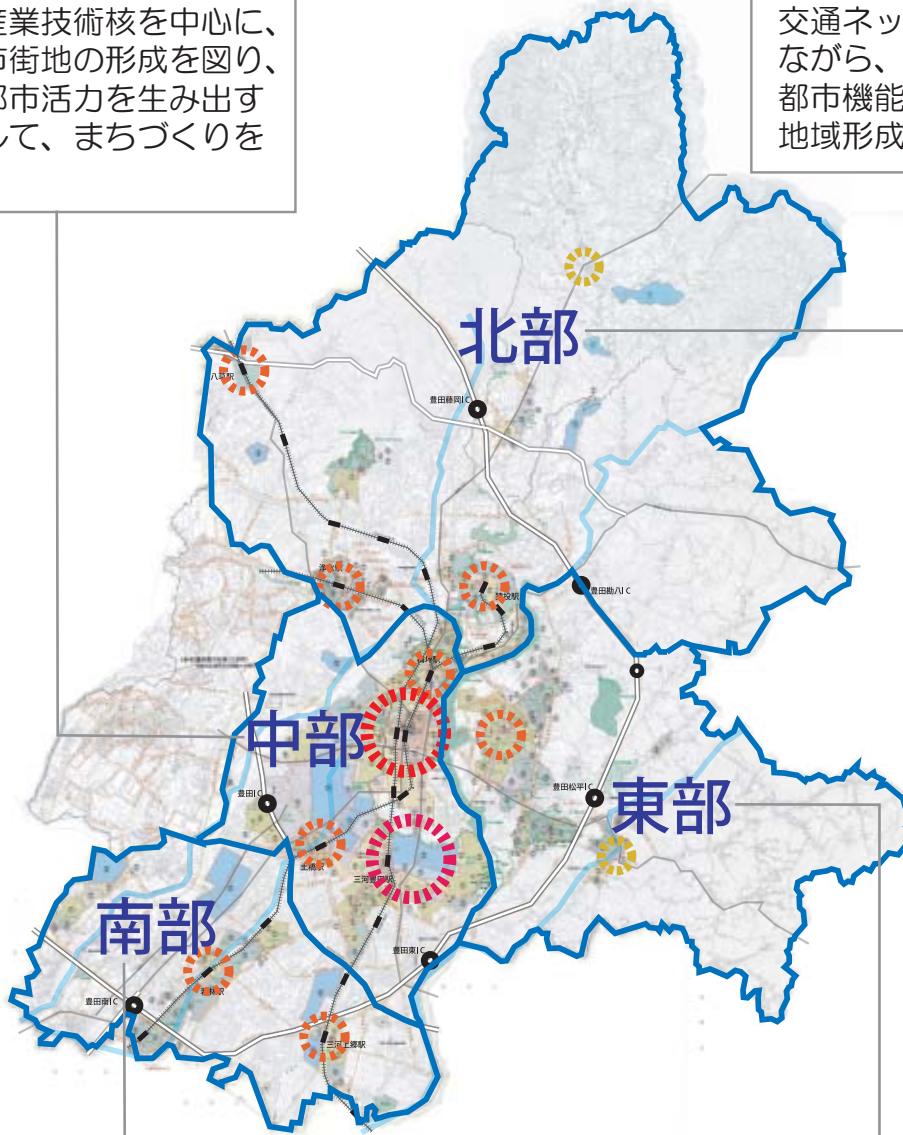 産業技術核を中心に、
市街地の形成を図り、
都市活力を生み出す
して、まちづくりを
交通ネッ
ながら、
都市機能
地域形成
北部
八草駅
豊田藤岡IC
浄水駅
猿投駅
豊田勘八IC
梅坪駅
中部
豊田IC
豊田松平IC
東部
土橋駅
三河豊田駅
南部
豊田東IC
若林駅
豊田南IC
三河上郷駅